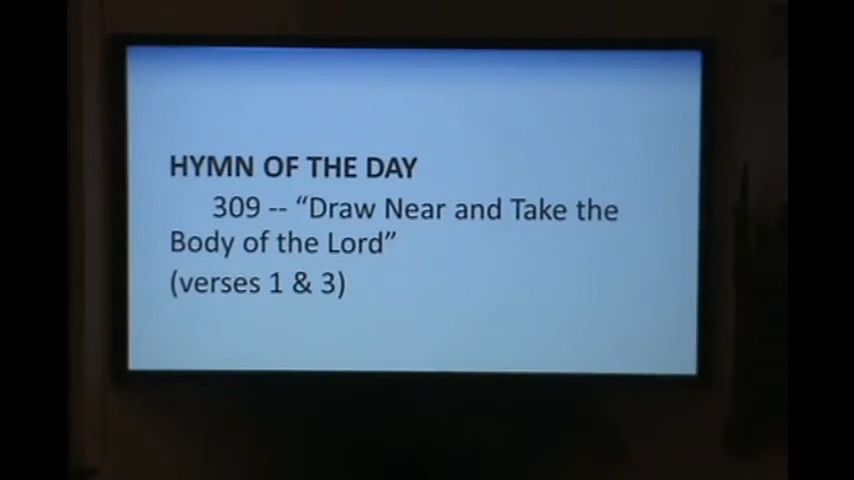 HYMN OF THE DAY
309 -- “Draw Near and Take the
Body of the Lord”
(verses 1 & 3)